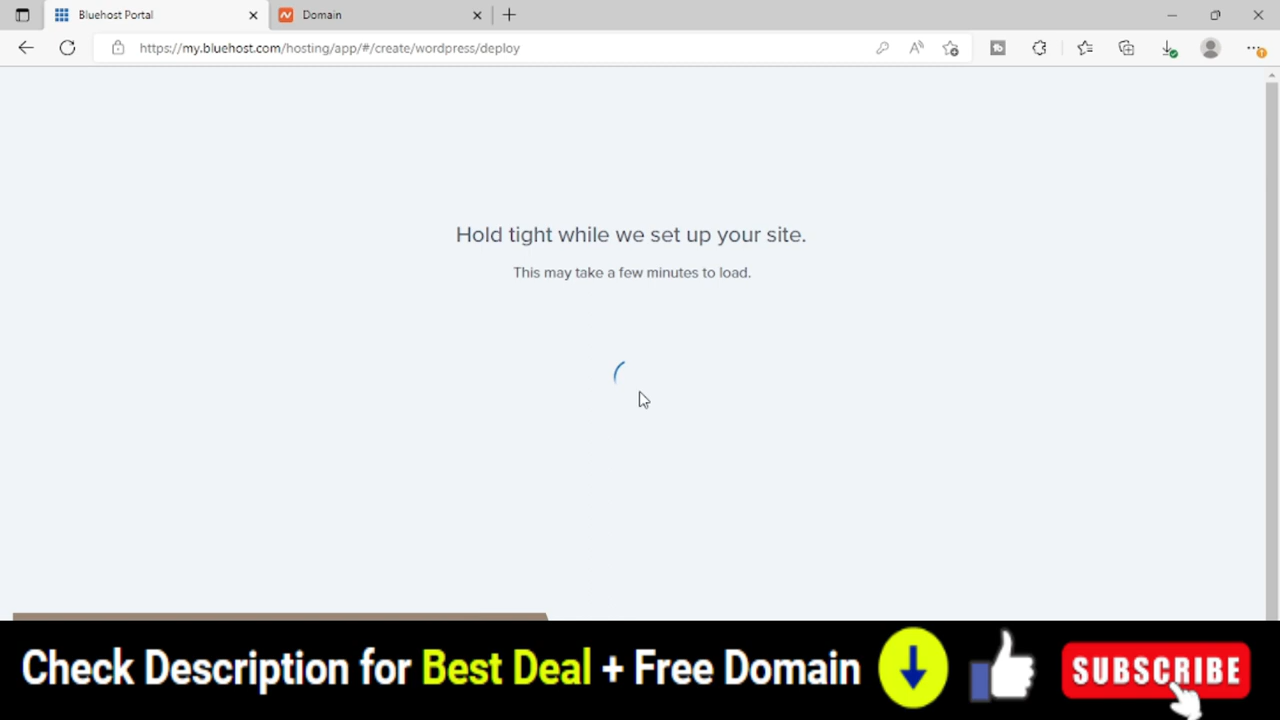 Bluehost Portal
Domain
https://my.bluehost.com/hosting/app/#/create/wordpress/deploy
Hold tight while we set up your site.
This may take a few minutes to load.
Check Description for Best Deal + Free Domain
SUBSCRIBE